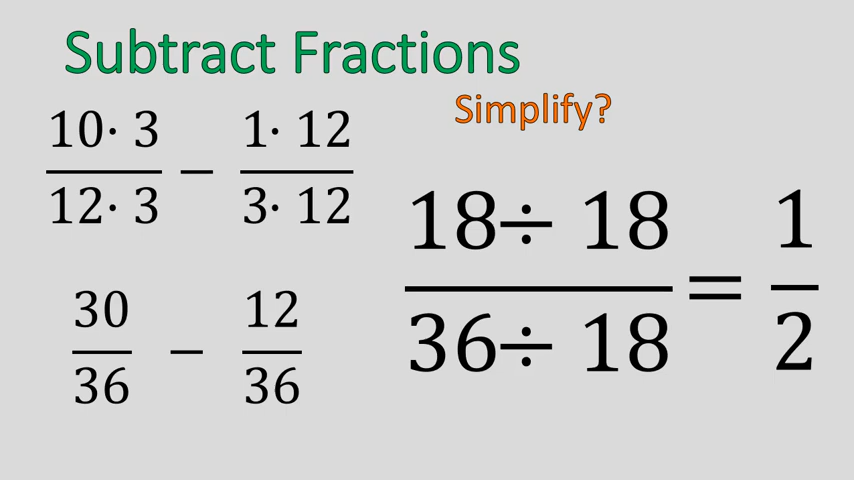 Subtract Fractions
Simplify?
10· 3 / 12· 3 − 1· 12 / 3· 12
30 / 36 − 12 / 36
18÷ 18 / 36÷ 18 = 1 / 2